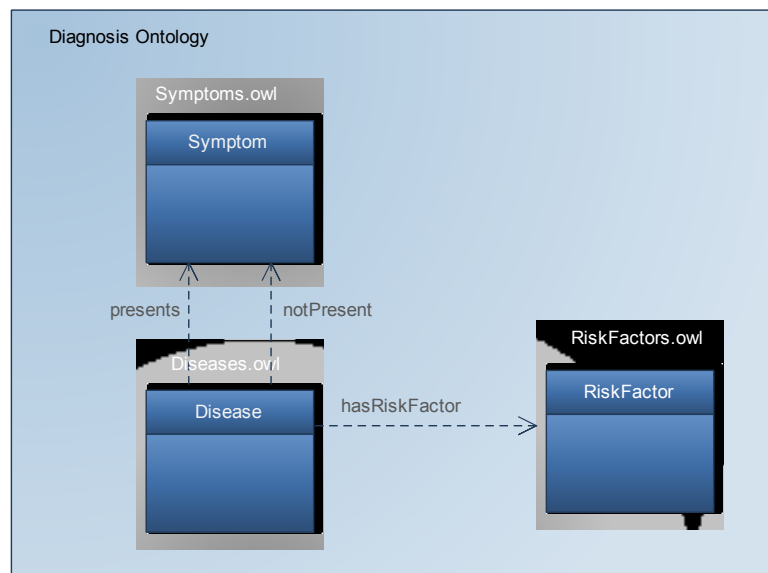 Diagnosis Ontology
Symptoms.owl
Symptom
presents
notPresent
Diseases.owl
Disease
hasRiskFactor
RiskFactors.owl
RiskFactor